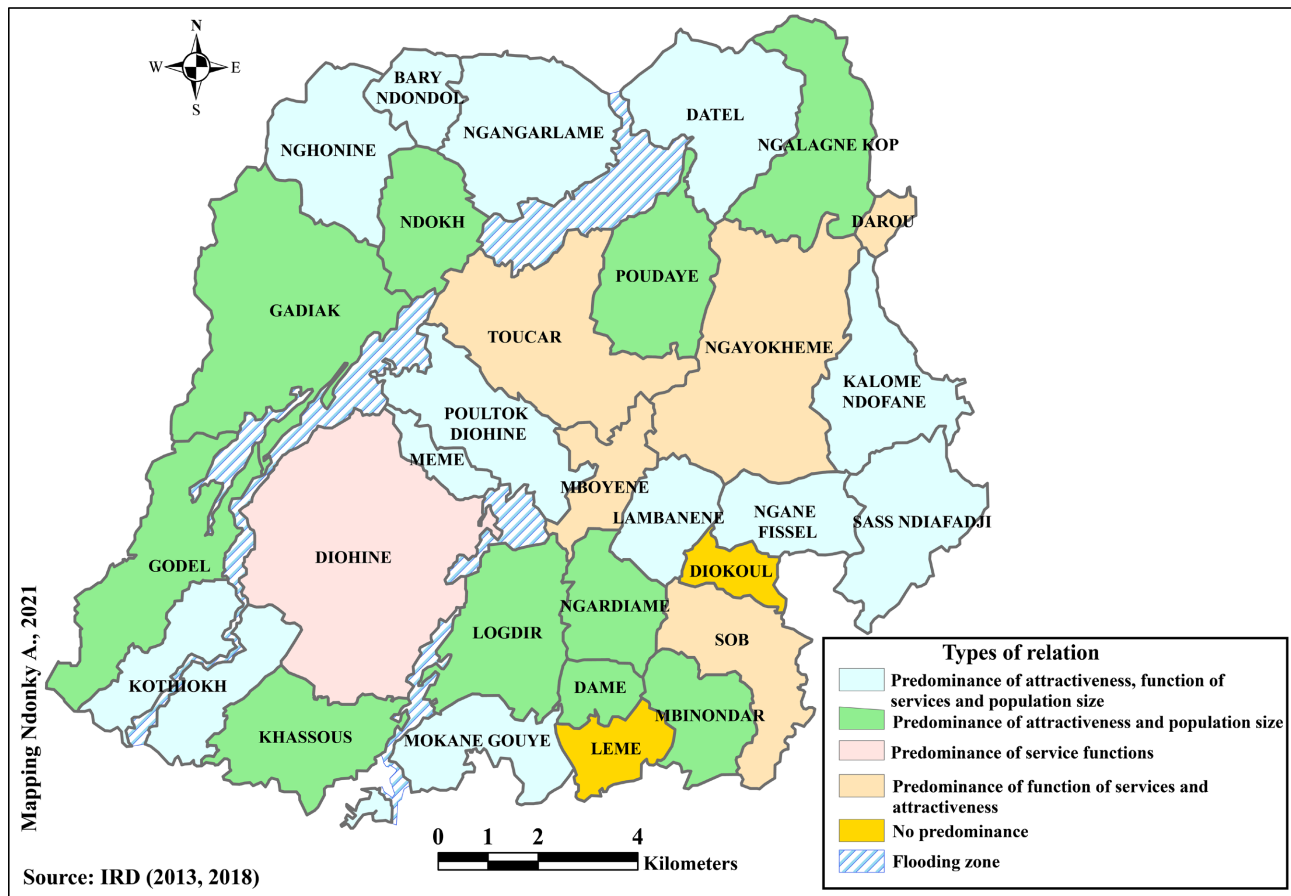 N
W E
S
BARY
NDONDOL
NGANGARLAME
DATEL
NGHONINE
NGALAGNE KOP
NDOKH
DAROU
POUDAYE
GADIAK
TOUCAR
NGAYOKHEME
KALOME
NDOFANE
POULTOK
DIOHINE
MEME
MBOYENE
LAMBANENE
NGANE
FISSEL
SASS NDIAFADJI
DIOHINE
GODEL
DIOKOUL
NGARDIAME
LOGDIR
SOB
KOTHIOKH
DAME
MBINONDAR
KHASSOUS
MOKANE GOUYE
LEME
Types of relation
Predominance of attractiveness, function of
services and population size
Predominance of attractiveness and population size
Predominance of service functions
Predominance of function of services and
attractiveness
No predominance
Flooding zone
0 1 2 4
Kilometers
Mapping Ndonky A., 2021
Source: IRD (2013, 2018)